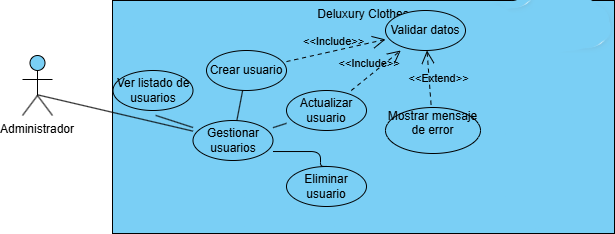 Deluxury Clothes
Validar datos
<<Include>>
Crear usuario
<<Include>>
<<Extend>>
Ver listado de
usuarios
Actualizar
usuario
Mostrar mensaje
de error
Administrador
Gestionar
usuarios
Eliminar
usuario